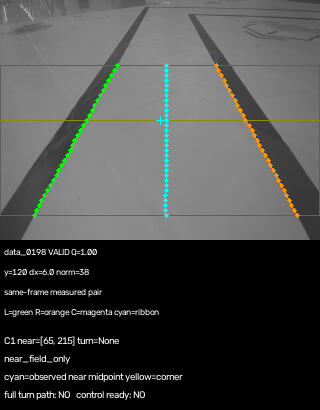 data_0198 VALID Q=1.00
y=120 dx=6.0 norm=38
same-frame measured pair
L=green R=orange C=magenta cyan=ribbon
C1 near=[65, 215] turn=None
near_field_only
cyan=observed near midpoint yellow=corner
full turn path: NO control ready: NO